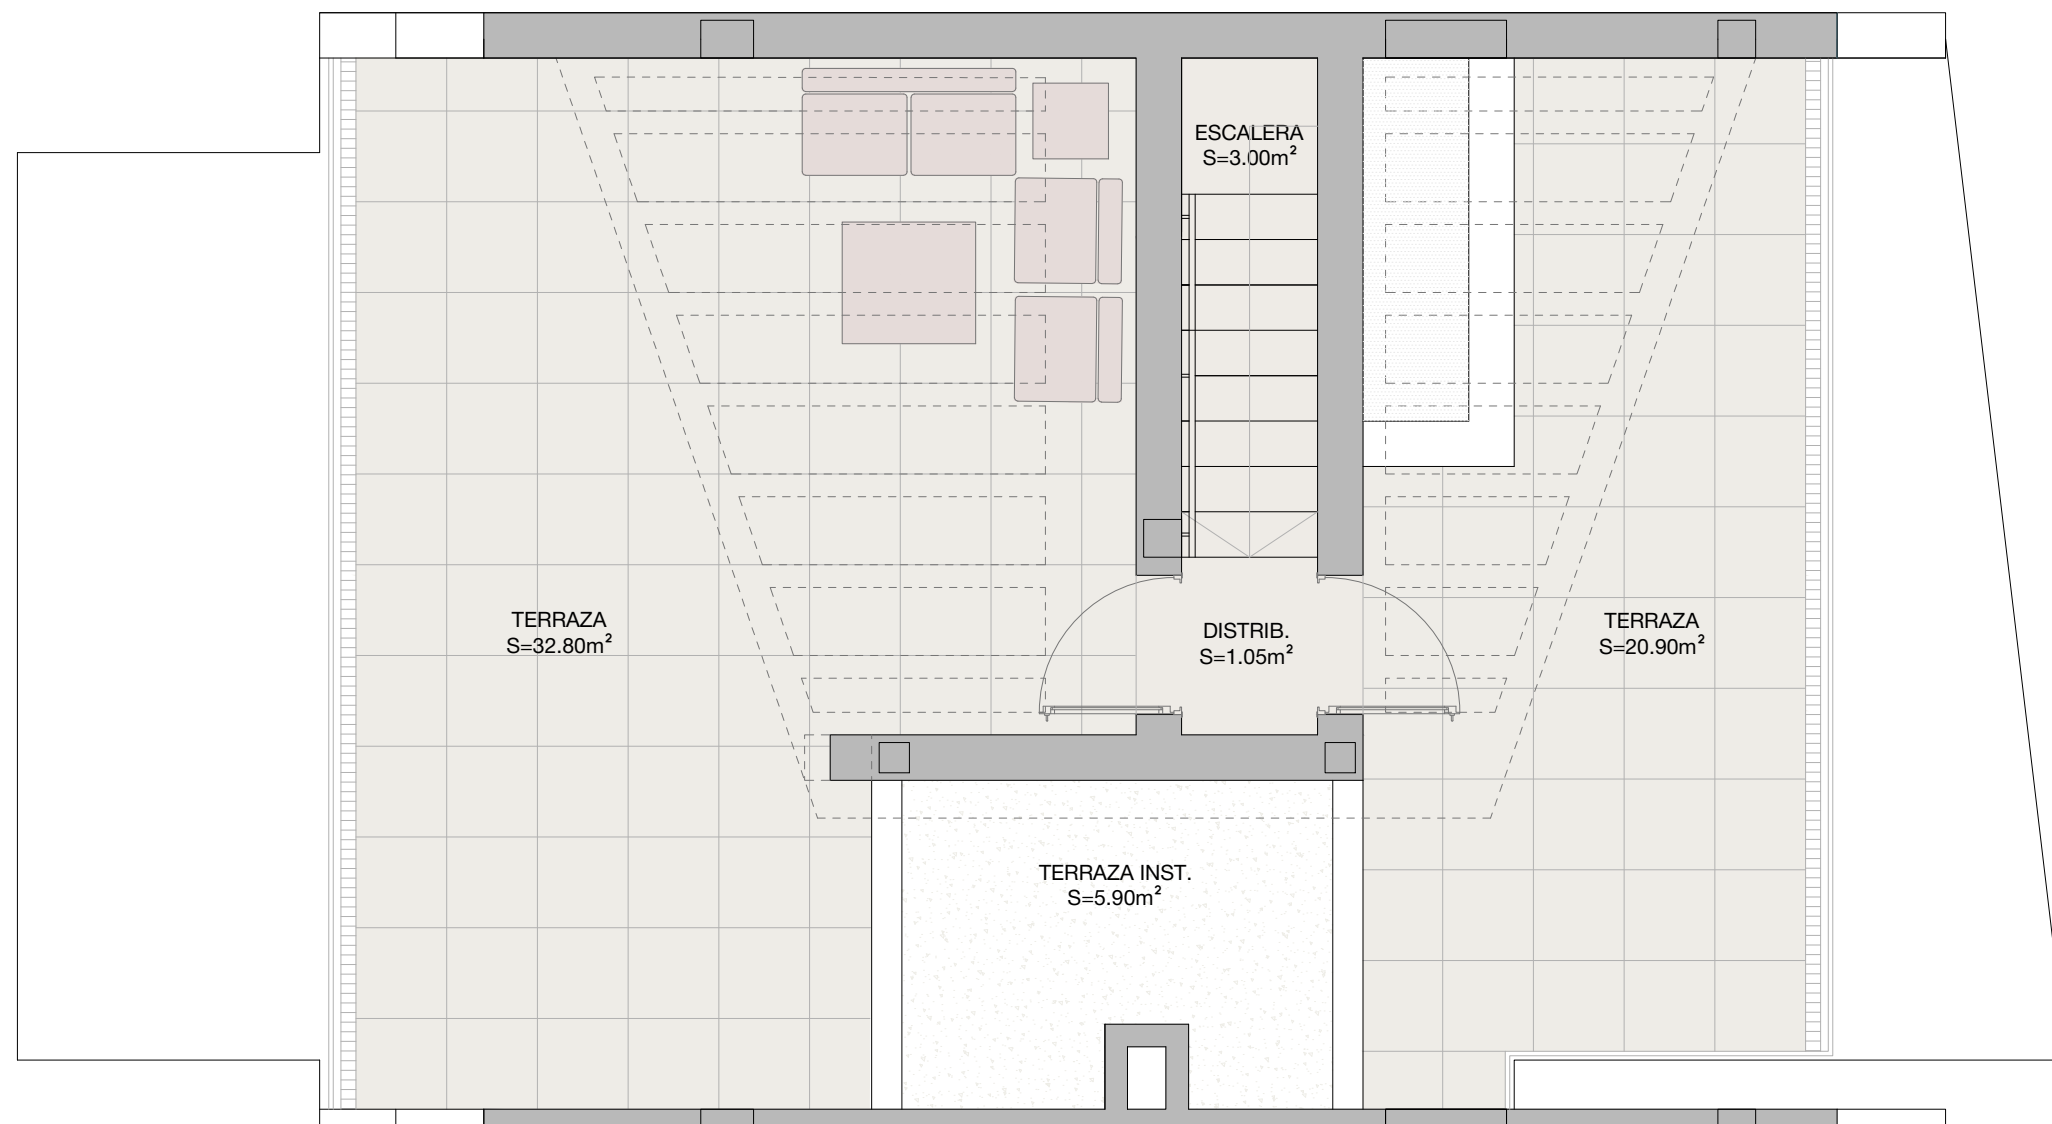 ESCALERA
S=3.00m²
TERRAZA
S=32.80m²
DISTRIB.
S=1.05m²
TERRAZA
S=20.90m²
TERRAZA INST.
S=5.90m²